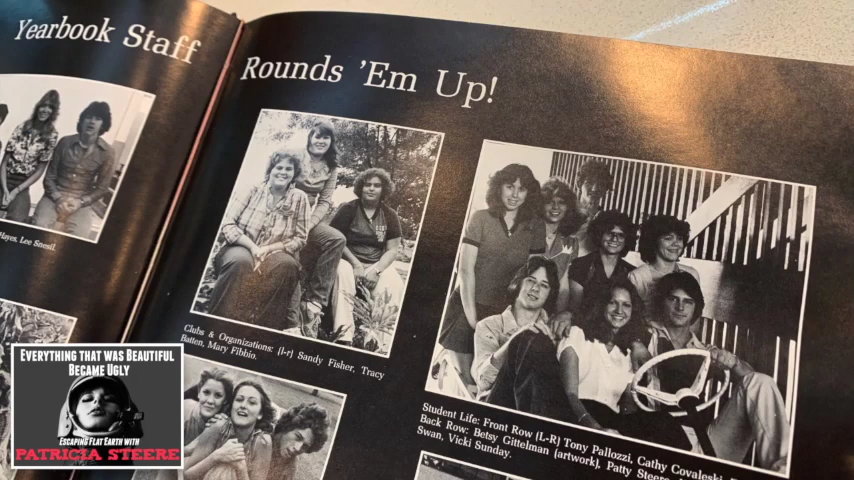 Yearbook Staff
Rounds 'Em Up!
Hayes, Lee Snesil
Clubs & Organizations: (l-r) Sandy Fisher, Tracy
Batten, Mary Fibbio.
Student Life: Front Row (L-R) Tony Pallozzi, Cathy Covaleski,
Back Row: Betsy Gittelman (artwork), Patty Steere,
Swan, Vicki Sunday.
EVERYTHING THAT WAS BEAUTIFUL
BECAME UGLY
ESCAPING FLAT EARTH WITH
PATRICIA STEERE